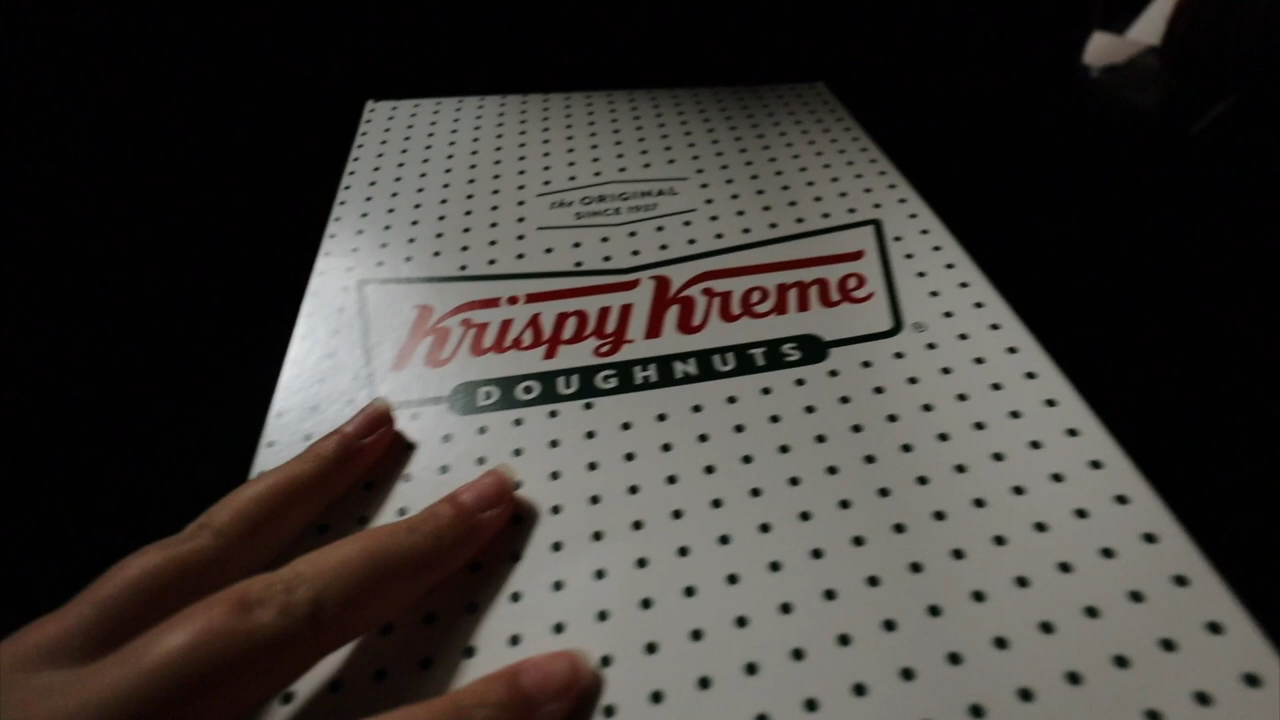 the ORIGINAL
SINCE 1937
Krispy Kreme
DOUGHNUTS
®